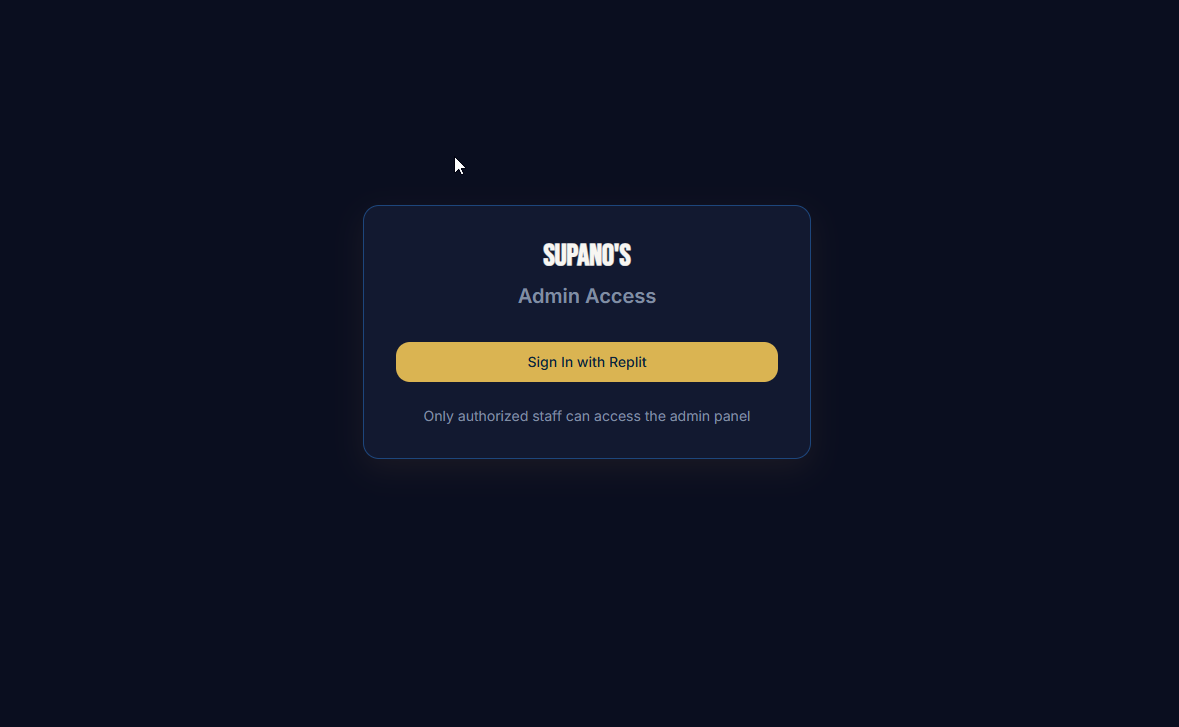 SUPANO'S
Admin Access
Sign In with Replit
Only authorized staff can access the admin panel